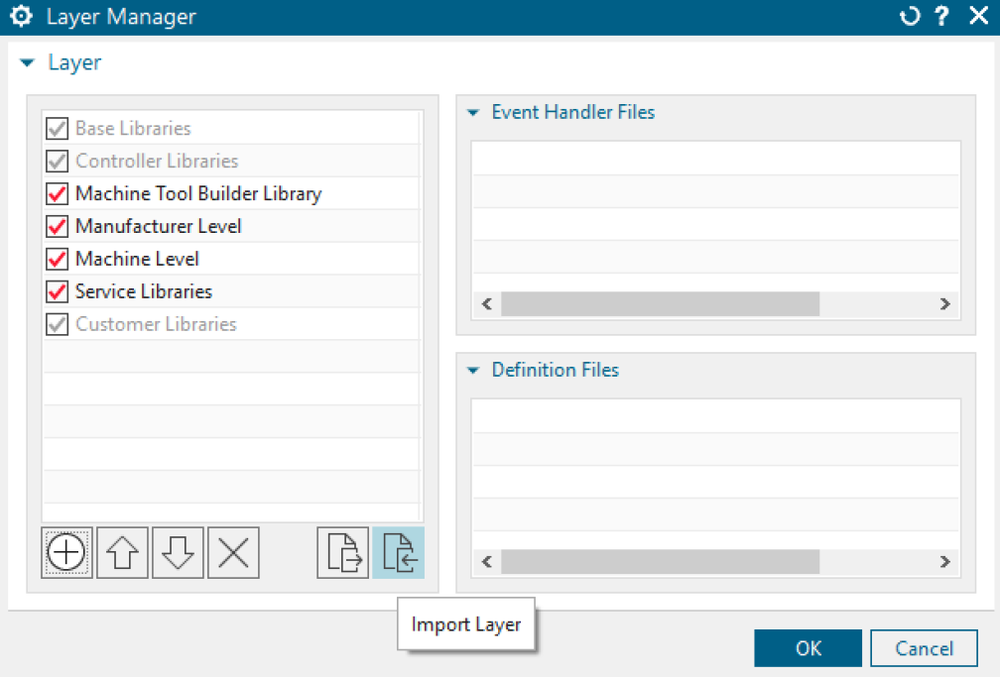 Layer Manager
?
Layer
Base Libraries
Controller Libraries
Machine Tool Builder Library
Manufacturer Level
Machine Level
Service Libraries
Customer Libraries
Event Handler Files
Definition Files
Import Layer
OK
Cancel